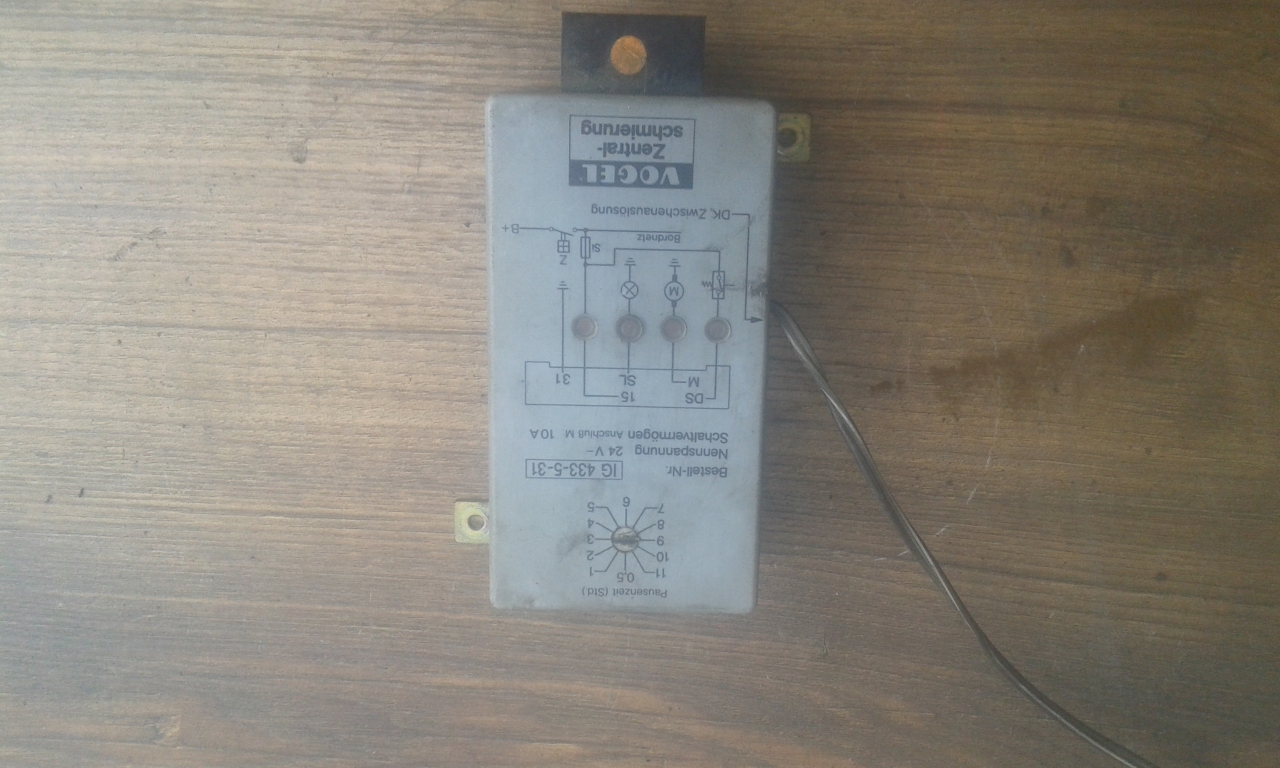 Pausenzeit (Std.)
11 0,5 1
10 2
9 3
8 4
7 6 5
Bestell-Nr. IG 433-5-31
Nennspannung 24 V–
Schaltvermögen Anschluß M 10 A
DS 15
M SL 31
M
Z
Si
Bordnetz
B+
DK, Zwischenauslösung
VOGEL
Zentral-
schmierung